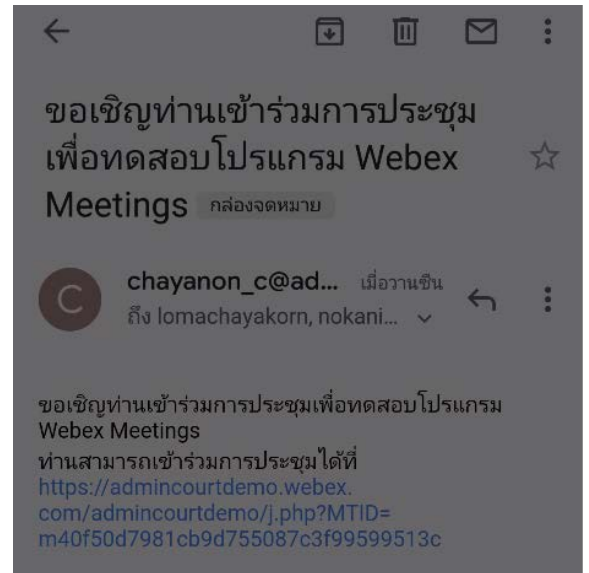 ขอเชิญท่านเข้าร่วมการประชุม
เพื่อทดสอบโปรแกรม Webex
Meetings กล่องจดหมาย
C
chayanon_c@ad... เมื่อวานซืน
ถึง lomachayakorn, nokani...
ขอเชิญท่านเข้าร่วมการประชุมเพื่อทดสอบโปรแกรม
Webex Meetings
ท่านสามารถเข้าร่วมการประชุมได้ที่
https://admincourtdemo.webex.
com/admincourtdemo/j.php?MTID=
m40f50d7981cb9d755087c3f99599513c